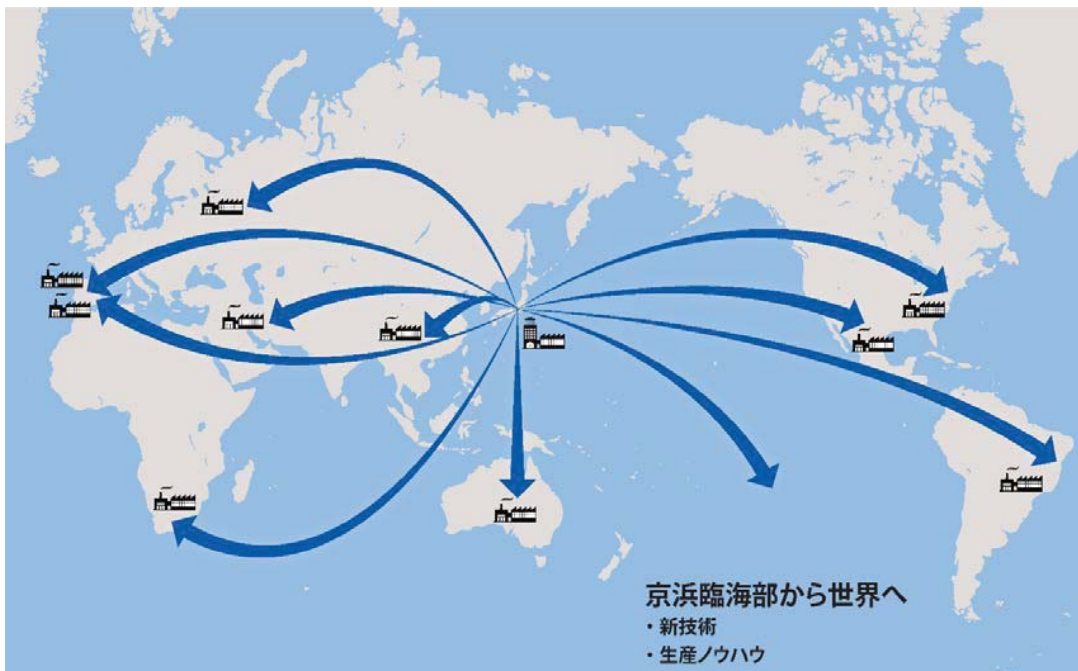 京浜臨海部から世界へ
・新技術
・生産ノウハウ